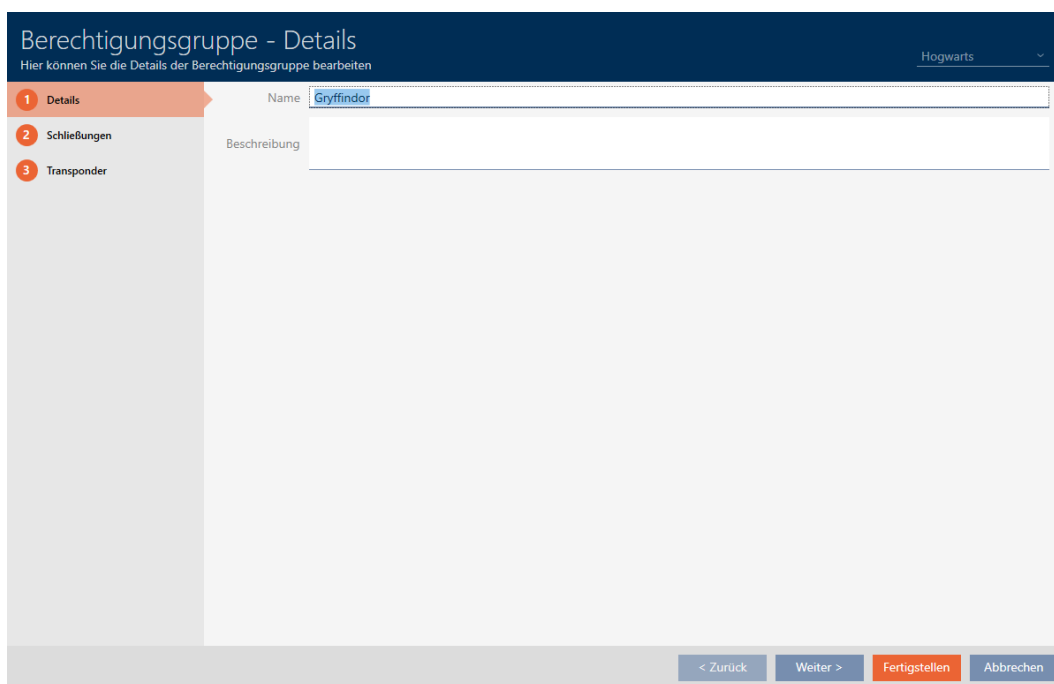 Berechtigungsgruppe - Details
Hier können Sie die Details der Berechtigungsgruppe bearbeiten
Hogwarts
1 Details
2 Schließungen
3 Transponder
Name Gryffindor
Beschreibung
< Zurück Weiter > Fertigstellen Abbrechen